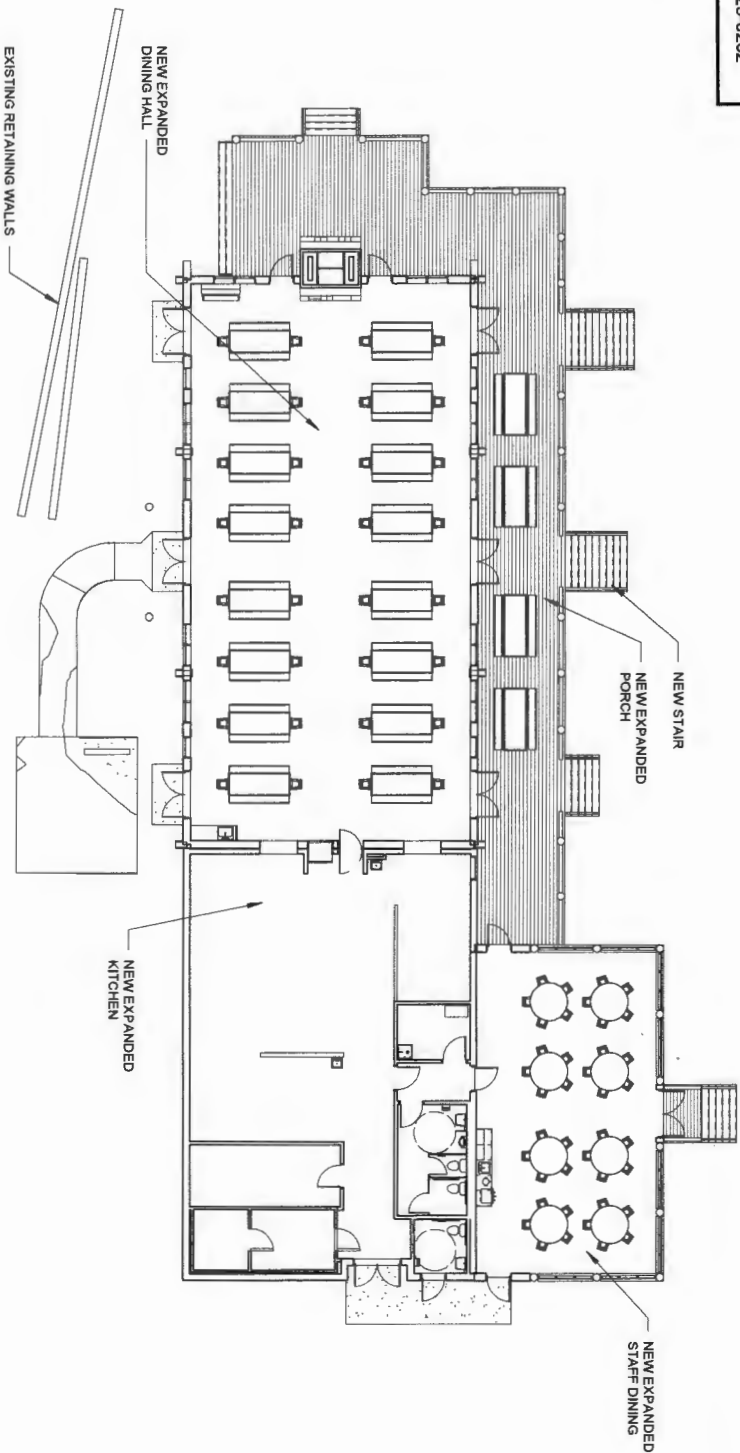 NEW STAIR
NEW EXPANDED
PORCH
NEW EXPANDED
STAFF DINING
NEW EXPANDED
DINING HALL
NEW EXPANDED
KITCHEN
EXISTING RETAINING WALLS